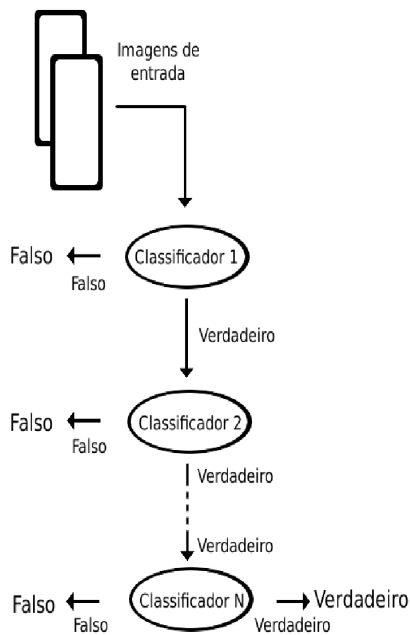 Imagens de
entrada
Falso
Falso
Classificador 1
Verdadeiro
Falso
Falso
Classificador 2
Verdadeiro
Verdadeiro
Falso
Falso
Classificador N
Verdadeiro
Verdadeiro